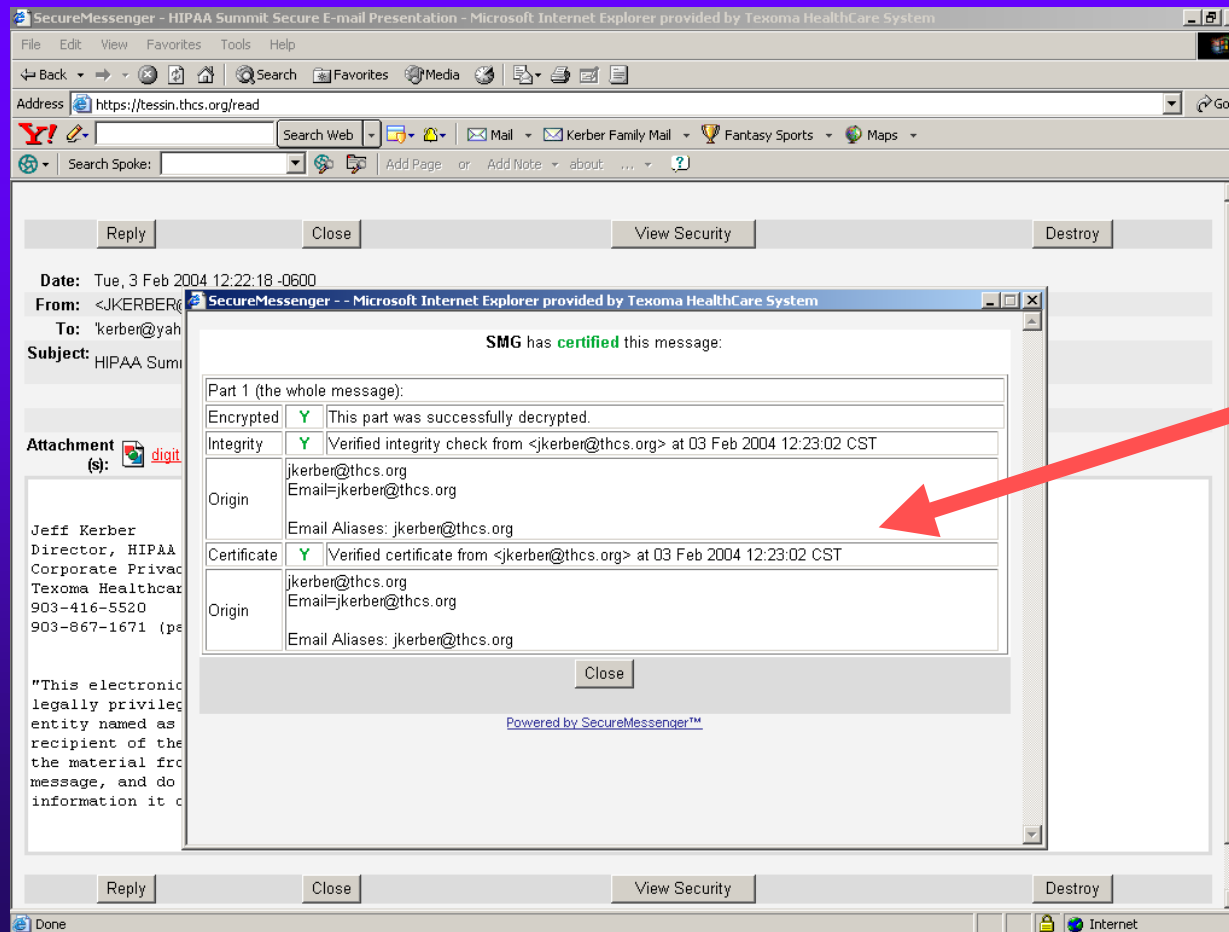 SecureMessenger - HIPAA Summit Secure E-mail Presentation - Microsoft Internet Explorer provided by Texoma HealthCare System
File Edit View Favorites Tools Help
Back Search Favorites Media
Address https://tessin.thcs.org/read Go
Y! Search Web Mail Kerber Family Mail Fantasy Sports Maps
Search Spoke: Add Page or Add Note about ...
Reply Close View Security Destroy
Date: Tue, 3 Feb 2004 12:22:18 -0600
From: <JKERBER@
To: 'kerber@yah
Subject: HIPAA Summ
Attachment (s): digit
Jeff Kerber
Director, HIPAA
Corporate Privac
Texoma Healthcar
903-416-5520
903-867-1671 (pa
"This electronic
legally privileg
entity named as
recipient of the
the material fro
message, and do
information it c
SecureMessenger - - Microsoft Internet Explorer provided by Texoma HealthCare System
SMG has certified this message:
Part 1 (the whole message):
Encrypted Y This part was successfully decrypted.
Integrity Y Verified integrity check from <jkerber@thcs.org> at 03 Feb 2004 12:23:02 CST
Origin
jkerber@thcs.org
Email=jkerber@thcs.org
Email Aliases: jkerber@thcs.org
Certificate Y Verified certificate from <jkerber@thcs.org> at 03 Feb 2004 12:23:02 CST
Origin
jkerber@thcs.org
Email=jkerber@thcs.org
Email Aliases: jkerber@thcs.org
Close
Powered by SecureMessenger™
Reply Close View Security Destroy
Done Internet